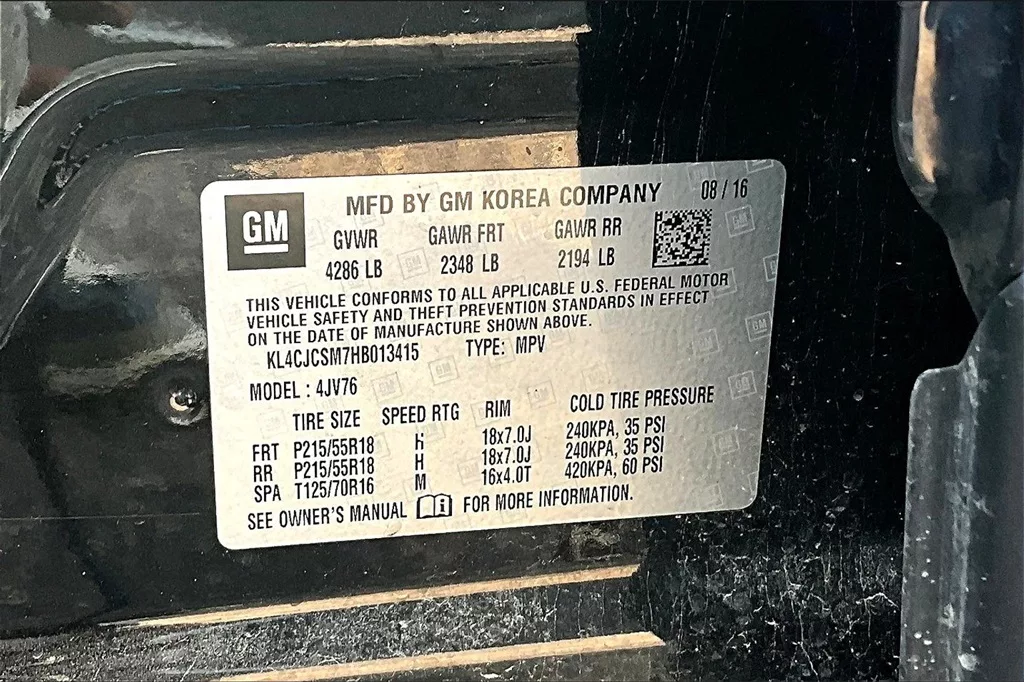 GM
MFD BY GM KOREA COMPANY 08 / 16
GVWR GAWR FRT GAWR RR
4286 LB 2348 LB 2194 LB
THIS VEHICLE CONFORMS TO ALL APPLICABLE U.S. FEDERAL MOTOR
VEHICLE SAFETY AND THEFT PREVENTION STANDARDS IN EFFECT
ON THE DATE OF MANUFACTURE SHOWN ABOVE.
KL4CJCSM7HB013415 TYPE: MPV
MODEL : 4JV76
TIRE SIZE SPEED RTG RIM COLD TIRE PRESSURE
FRT P215/55R18 H 18x7.0J 240KPA, 35 PSI
RR P215/55R18 H 18x7.0J 240KPA, 35 PSI
SPA T125/70R16 M 16x4.0T 420KPA, 60 PSI
SEE OWNER'S MANUAL i FOR MORE INFORMATION.